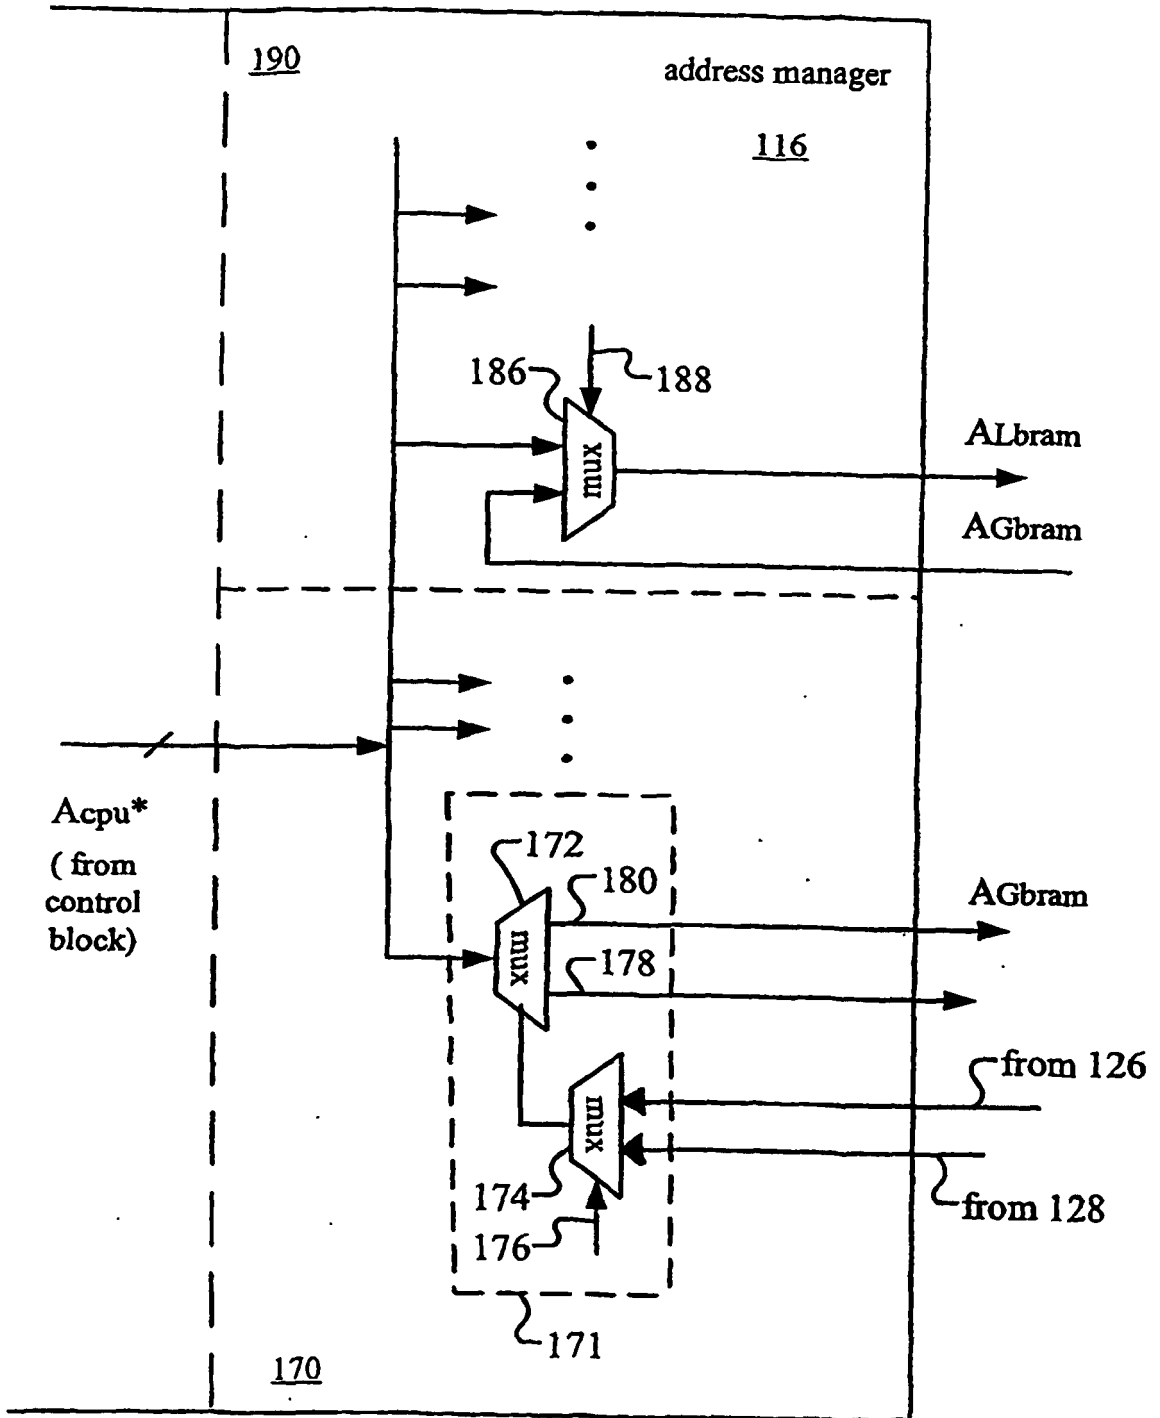 190
address manager
116
186
188
mux
ALbram
AGbram
Acpu*
( from
control
block)
172
180
AGbram
mux
178
from 126
mux
174
from 128
176
171
170